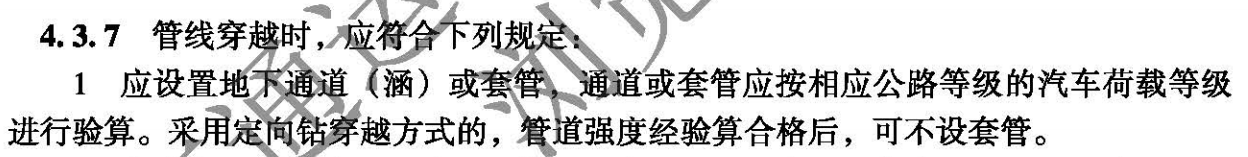 4.3.7 管线穿越时，应符合下列规定：
1 应设置地下通道（涵）或套管，通道或套管应按相应公路等级的汽车荷载等级
进行验算。采用定向钻穿越方式的，管道强度经验算合格后，可不设套管。